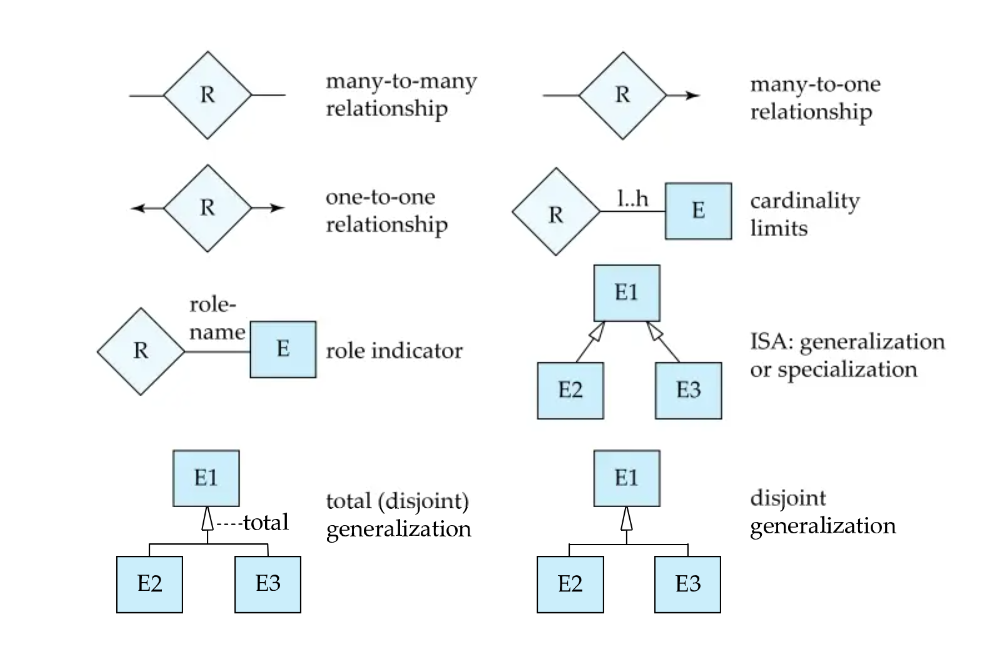 R
many-to-many
relationship
R
many-to-one
relationship
R
one-to-one
relationship
R
l..h
E
cardinality
limits
R
role-
name
E
role indicator
E1
E2
E3
ISA: generalization
or specialization
E1
total
E2
E3
total (disjoint)
generalization
E1
E2
E3
disjoint
generalization